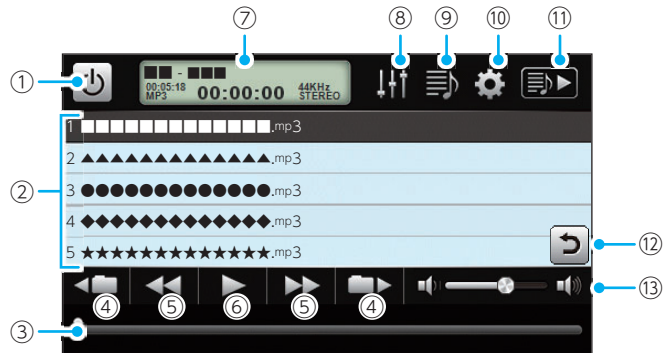 ⑦ ⑧ ⑨ ⑩ ⑪
①
■■ - ■■■
00:05:18 MP3 00:00:00 44KHz STEREO
②
1 ■■■■■■■■■■■■■.mp3
2 ▲▲▲▲▲▲▲▲▲▲▲▲▲.mp3
3 ●●●●●●●●●●●●●.mp3
4 ◆◆◆◆◆◆◆◆◆◆◆◆◆.mp3
5 ★★★★★★★★★★★★★.mp3
⑫
④ ⑤ ⑥ ⑤ ④ ⑬
③